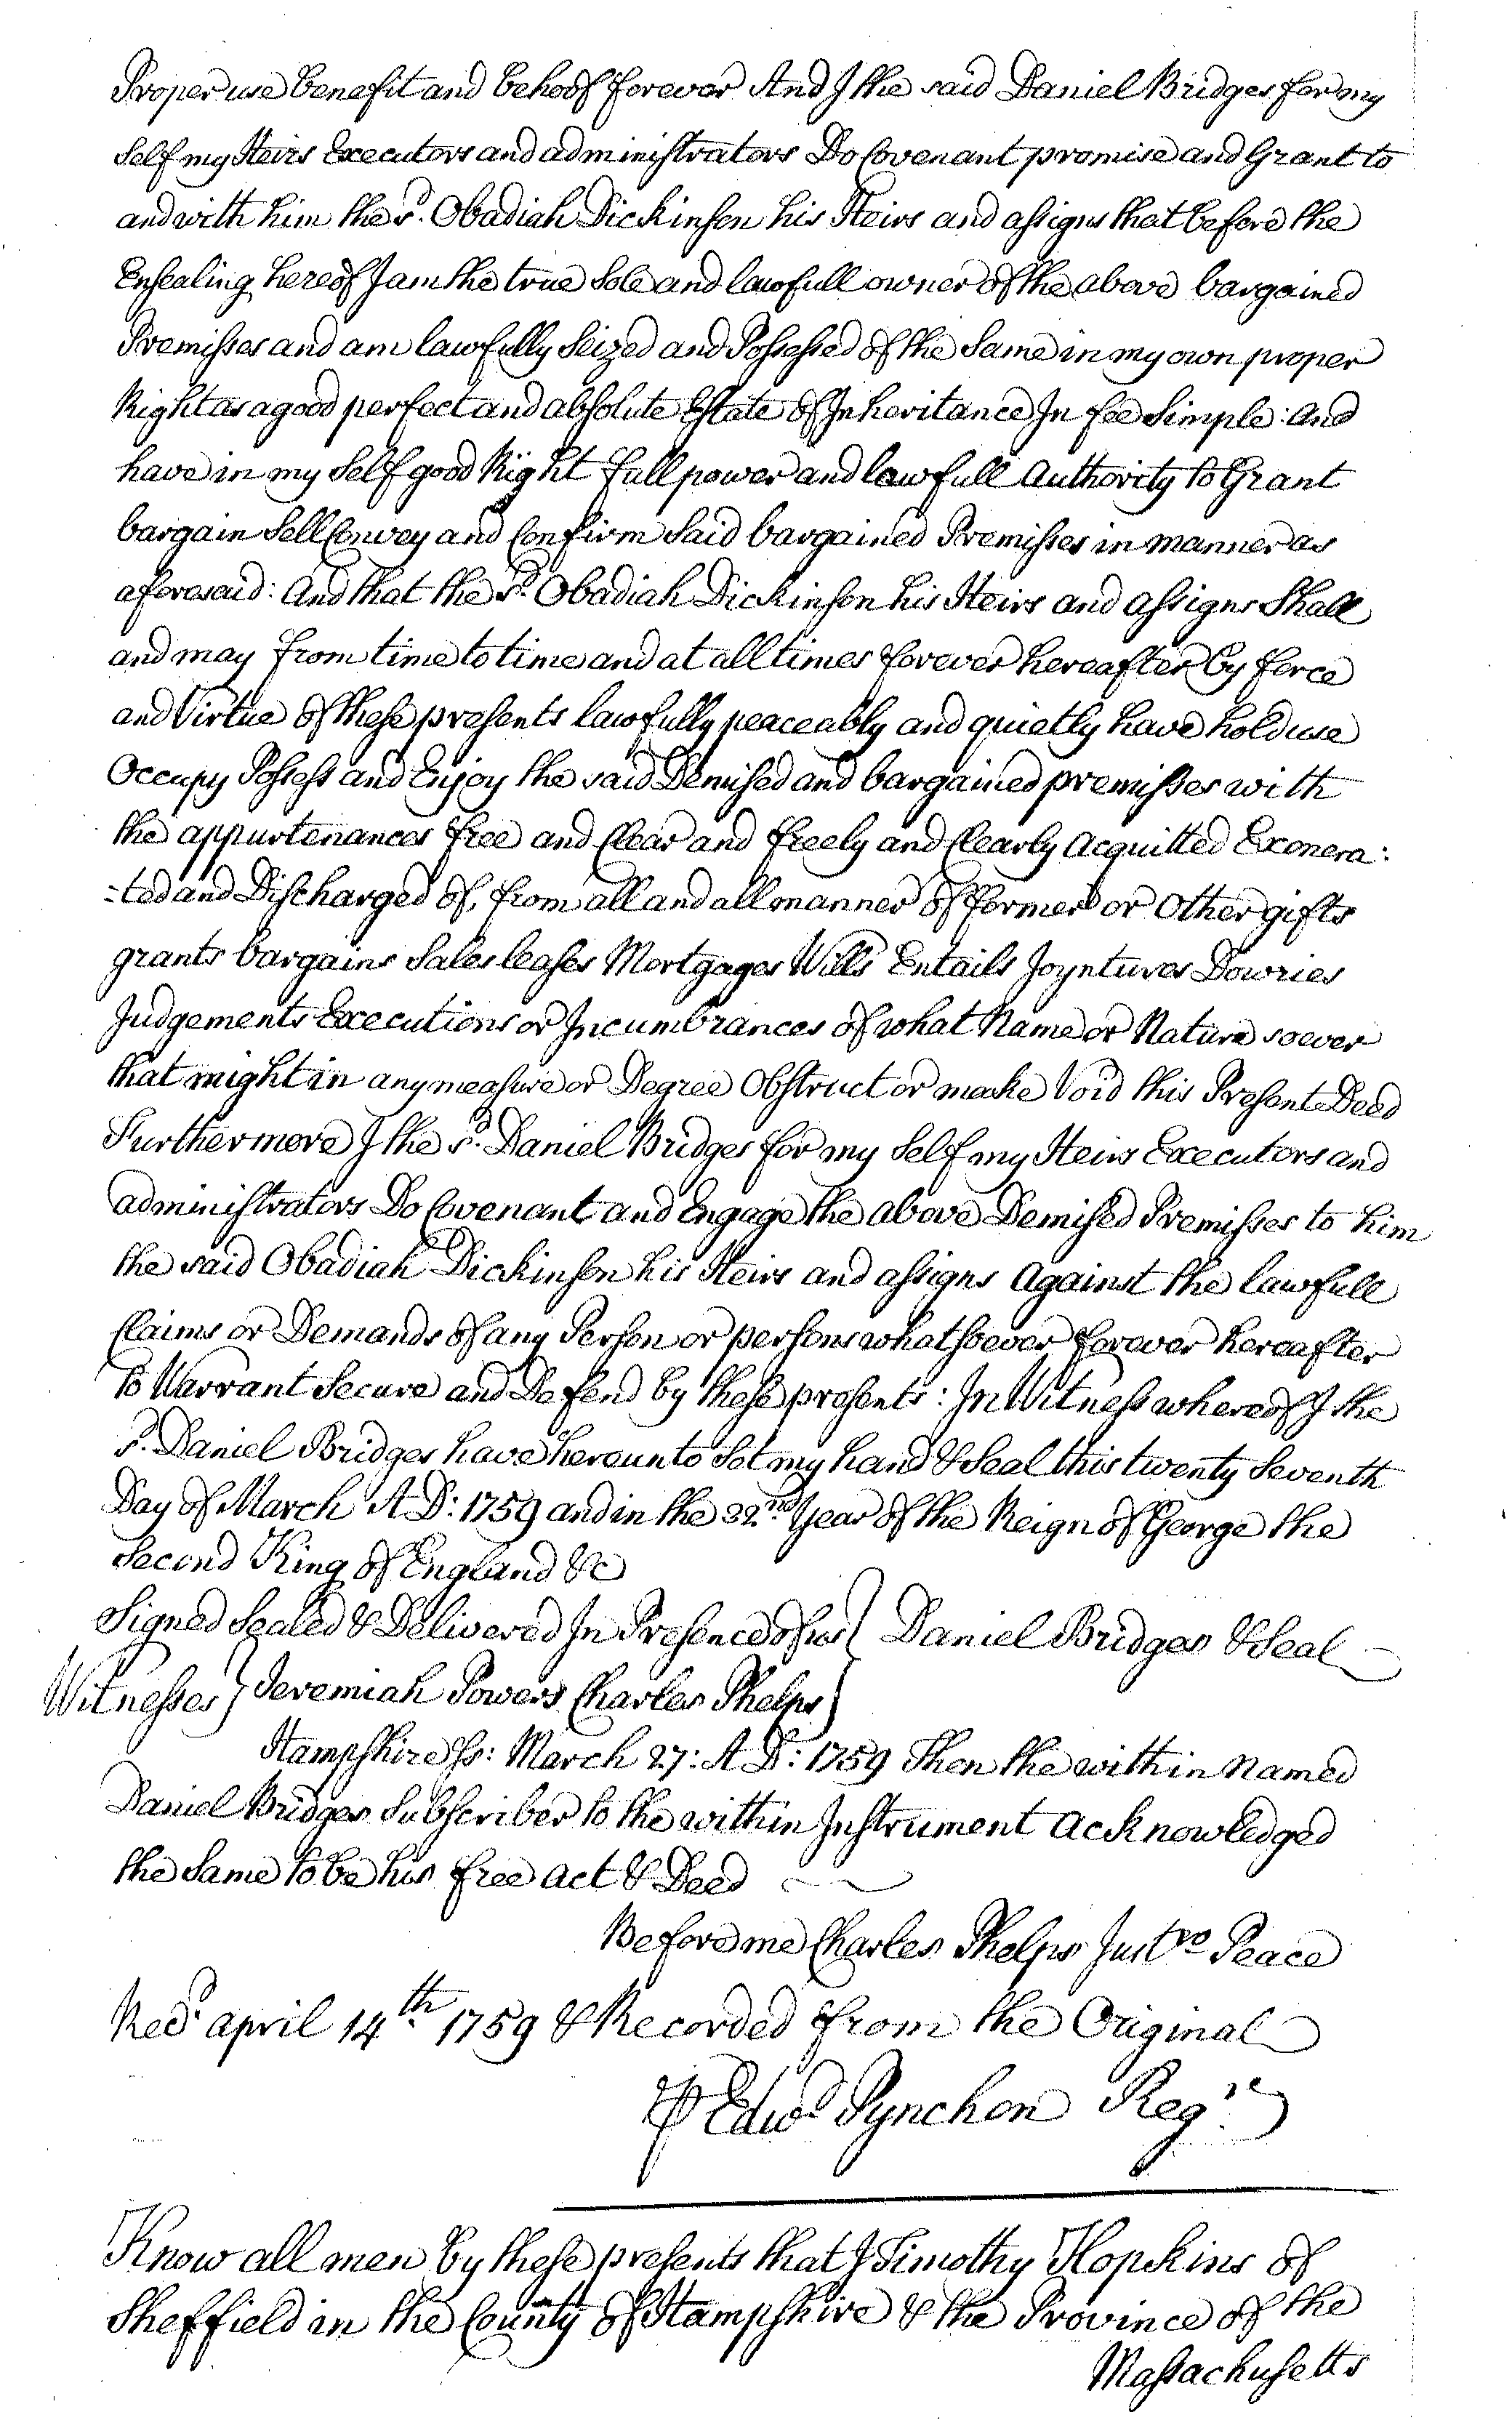 Proper use benefit and behoof forever And I the said Daniel Bridges for my
self my Heirs Executors and administrators Do Covenant promise and Grant to
and with him the sd. Obadiah Dickinson his Heirs and assigns that before the
Ensealing hereof I am the true Sole and lawfull owner of the above bargained
Premisses and am lawfully Seized and Possessed of the Same in my own proper
Right as a good perfect and absolute Estate of Inheritance In fee Simple: And
have in my Self good Right full power and lawfull Authority to Grant
bargain Sell Convey and Confirm Said bargained Premisses in manner as
aforesaid: And that the sd. Obadiah Dickinson his Heirs and assigns Shall
and may from time to time and at all times forever hereafter by force
and Virtue of these presents lawfully peaceably and quietly have hold use
Occupy Possess and Enjoy the said Demised and bargained premisses with
the appurtenances free and Clear and freely and Clearly Acquitted Exonera:
-ted and Discharged of, from all and all manner of former or Other gifts
grants bargains Sales leases Mortgages Wills Entails Joyntures Dowries
Judgements Executions or Incumbrances of what Name or Nature soever
that might in any measure or Degree Obstruct or make Void this Present Deed
Furthermore I the sd. Daniel Bridges for my Self my Heirs Executors and
administrators Do Covenant and Engage the above Demised Premisses to him
the said Obadiah Dickinson his Heirs and assigns Against the lawfull
Claims or Demands of any Person or persons whatsoever forever hereafter
to Warrant Secure and Defend by these presents: In Witness whereof I the
sd. Daniel Bridges have hereunto Set my hand & Seal this twenty Seventh
Day of March A D: 1759 and in the 32nd. Year of the Reign of George the
Second King of England &c
Signed Sealed & Delivered In Presence of us } Daniel Bridges & Seal
Witnesses } Jeremiah Powers Charles Phelps }
Hampshire Ss: March 27: A D: 1759 Then the within Named
Daniel Bridges Subscriber to the within Instrument Acknowledged
the Same to be his free Act & Deed
Before me Charles Phelps Just. Peace
Recd. april 14th. 1759 & Recorded from the Original
⅌ Edwd Pynchon Regr.
Know all men by these presents that I Timothy Hopkins of
Sheffield in the County of Hampshire & the Province of the
Massachusetts